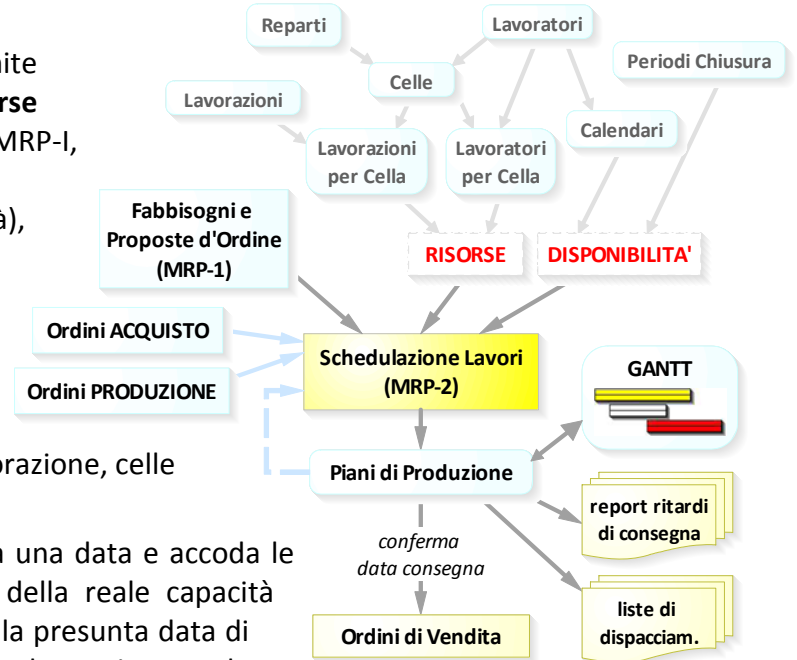 Reparti
Lavoratori
Periodi Chiusura
Celle
Lavorazioni
Calendari
Lavorazioni
per Cella
Lavoratori
per Cella
RISORSE
DISPONIBILITA'
Fabbisogni e
Proposte d'Ordine
(MRP-1)
Ordini ACQUISTO
Ordini PRODUZIONE
Schedulazione Lavori
(MRP-2)
GANTT
Piani di Produzione
report ritardi
di consegna
conferma
data consegna
liste di
dispacciam.
Ordini di Vendita
MRP-I,
orazione, celle
una data e accoda le
della reale capacità
la presunta data di